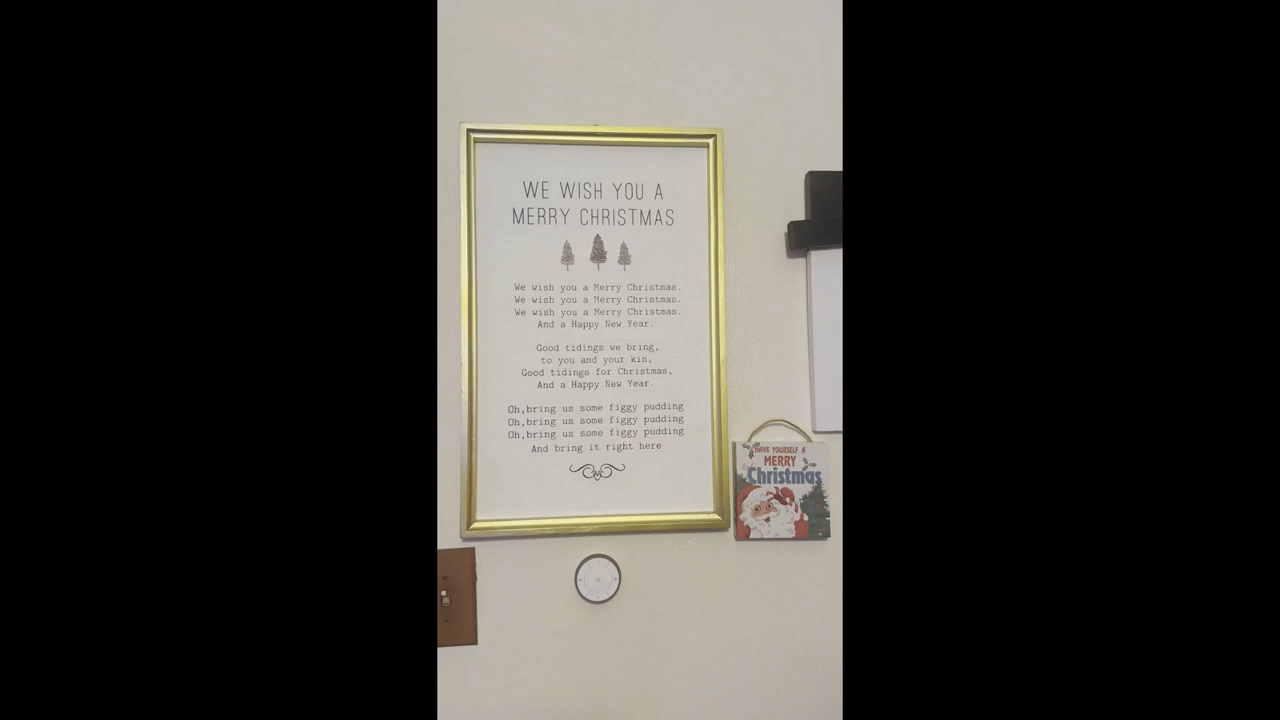 WE WISH YOU A
MERRY CHRISTMAS
We wish you a Merry Christmas.
We wish you a Merry Christmas.
We wish you a Merry Christmas.
And a Happy New Year.
Good tidings we bring,
to you and your kin,
Good tidings for Christmas,
And a Happy New Year.
Oh,bring us some figgy pudding
Oh,bring us some figgy pudding
Oh,bring us some figgy pudding
And bring it right here
HAVE YOURSELF A
MERRY
Christmas